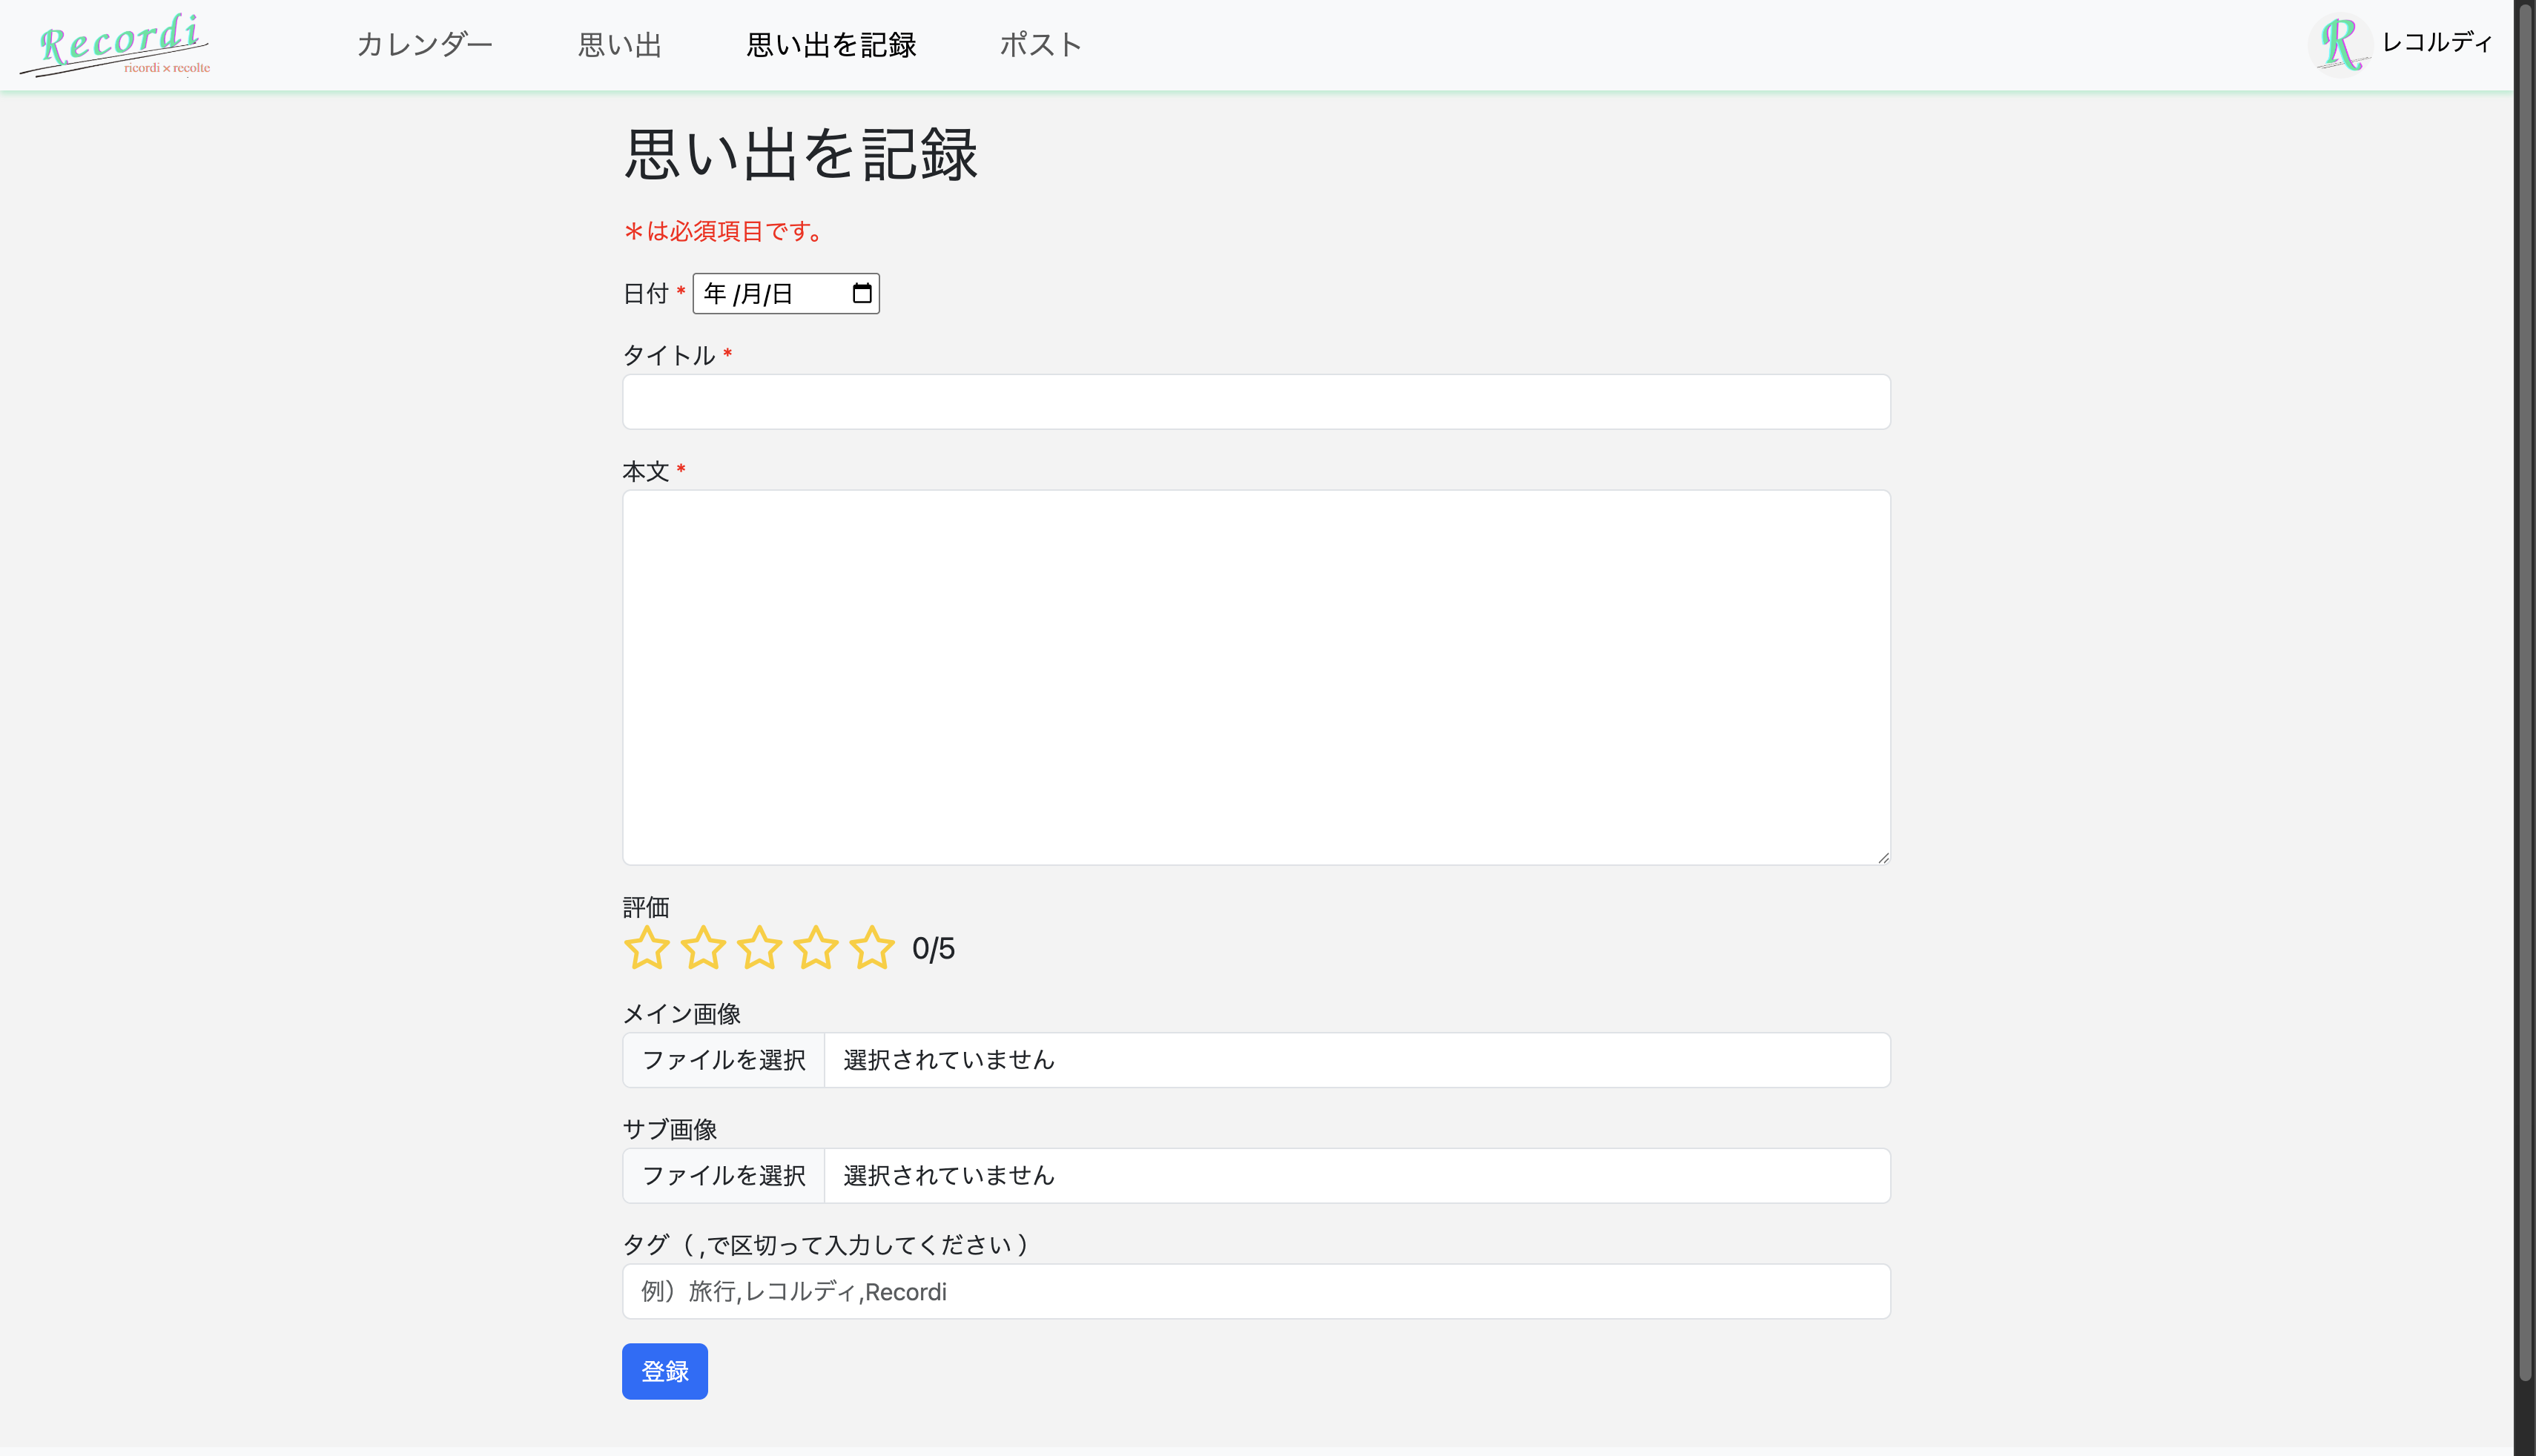 Recordi
ricordi × recolte
カレンダー 思い出 思い出を記録 ポスト
R レコルディ
思い出を記録
＊は必須項目です。
日付 * 年 /月/日
タイトル *
本文 *
評価
0/5
メイン画像
ファイルを選択 選択されていません
サブ画像
ファイルを選択 選択されていません
タグ（ ,で区切って入力してください ）
例）旅行,レコルディ,Recordi
登録